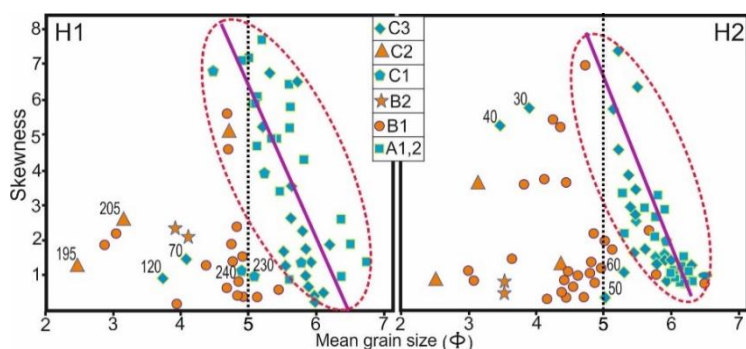 H1
H2
C3
C2
C1
B2
B1
A1,2
Skewness
8
7
6
5
4
3
2
1
205
195
120
70
240
230
40
30
60
50
2 3 4 5 6 7
2 3 4 5 6 7
Mean grain size (Φ)